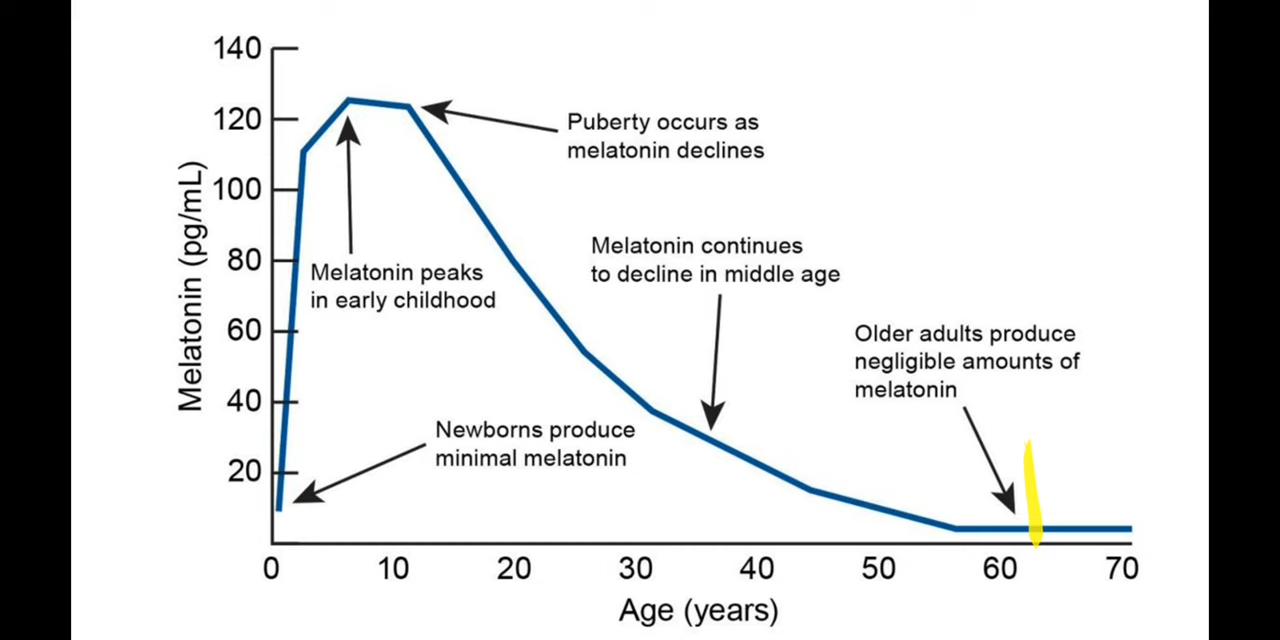 140
120
100
80
60
40
20
Melatonin (pg/mL)
Puberty occurs as
melatonin declines
Melatonin peaks
in early childhood
Melatonin continues
to decline in middle age
Older adults produce
negligible amounts of
melatonin
Newborns produce
minimal melatonin
0 10 20 30 40 50 60 70
Age (years)